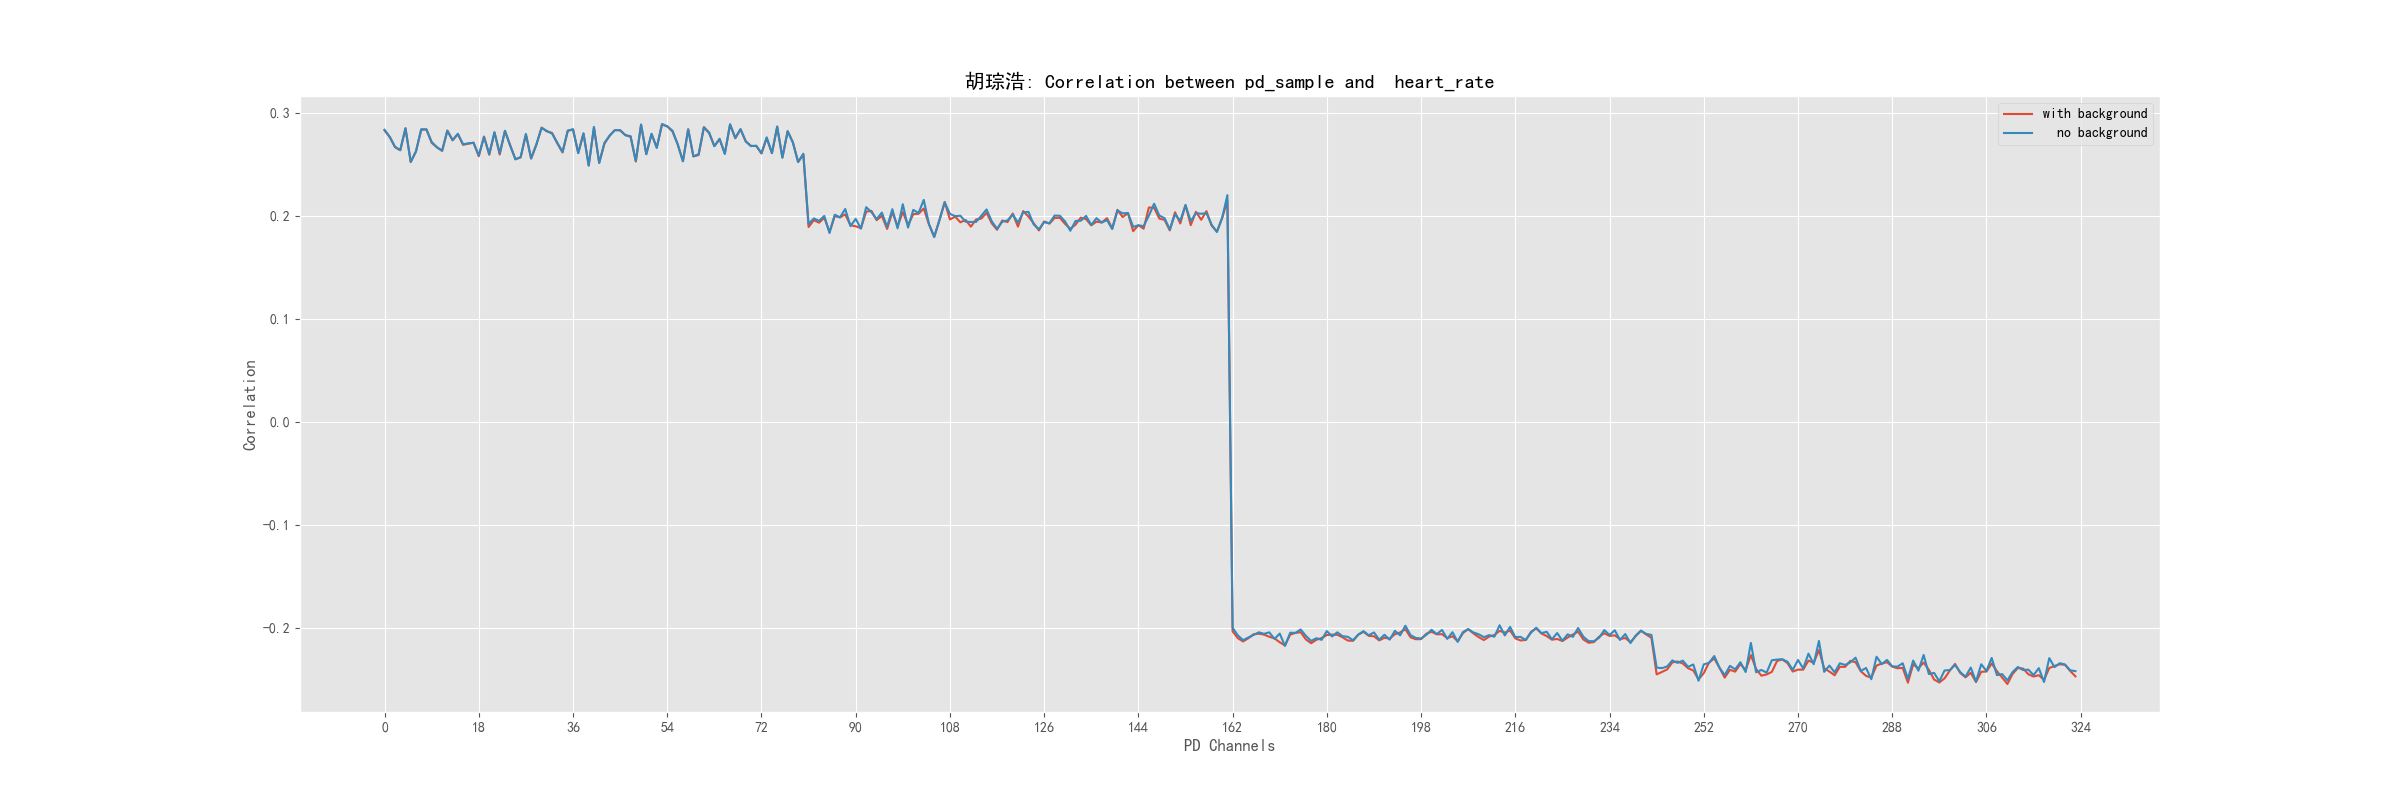 胡琮浩: Correlation between pd_sample and  heart_rate
with background
no background
0.3
0.2
0.1
0.0
-0.1
-0.2
Correlation
0 18 36 54 72 90 108 126 144 162 180 198 216 234 252 270 288 306 324
PD Channels